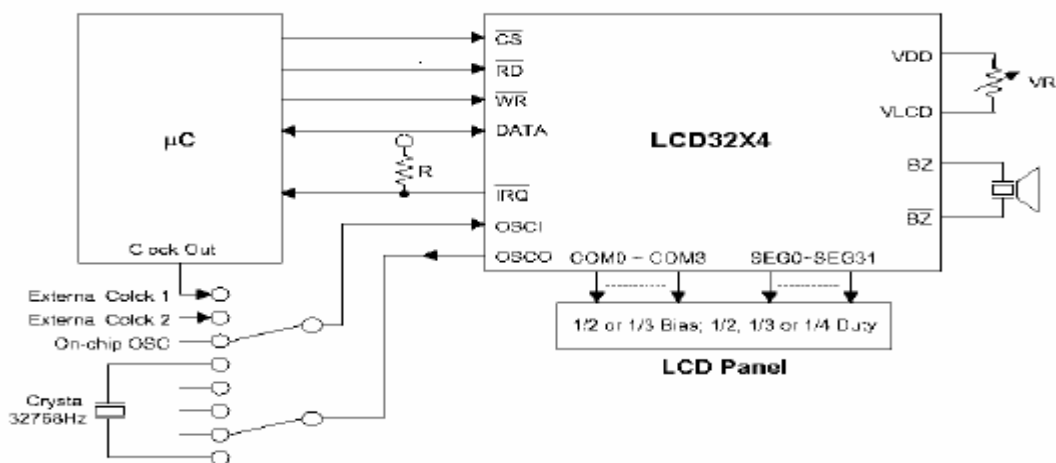 μC
Clock Out
CS
RD
WR
DATA
R
IRQ
OSCI
OSCO
LCD32X4
VDD
VLCD
VR
BZ
BZ
COM0 ~ COM3
SEG0~SEG31
1/2 or 1/3 Bias; 1/2, 1/3 or 1/4 Duty
LCD Panel
Externa Colck 1
Externa Colck 2
On-chip OSC
Crysta
32768Hz